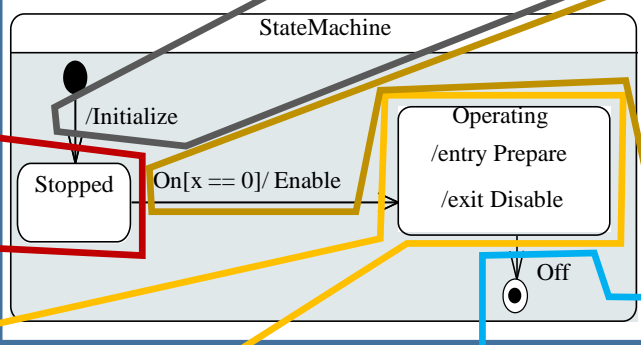 StateMachine
/Initialize
Stopped
On[x == 0]/ Enable
Operating
/entry Prepare
/exit Disable
Off